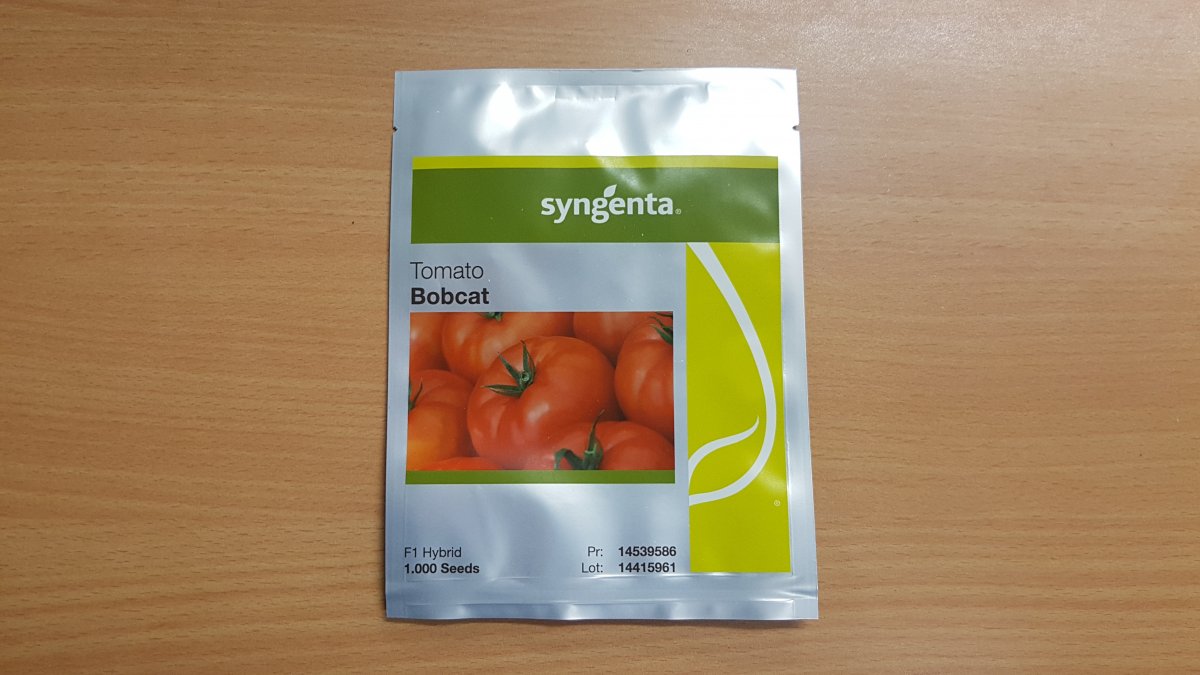 syngenta®
Tomato
Bobcat
®
F1 Hybrid
1.000 Seeds
Pr: 14539586
Lot: 14415961